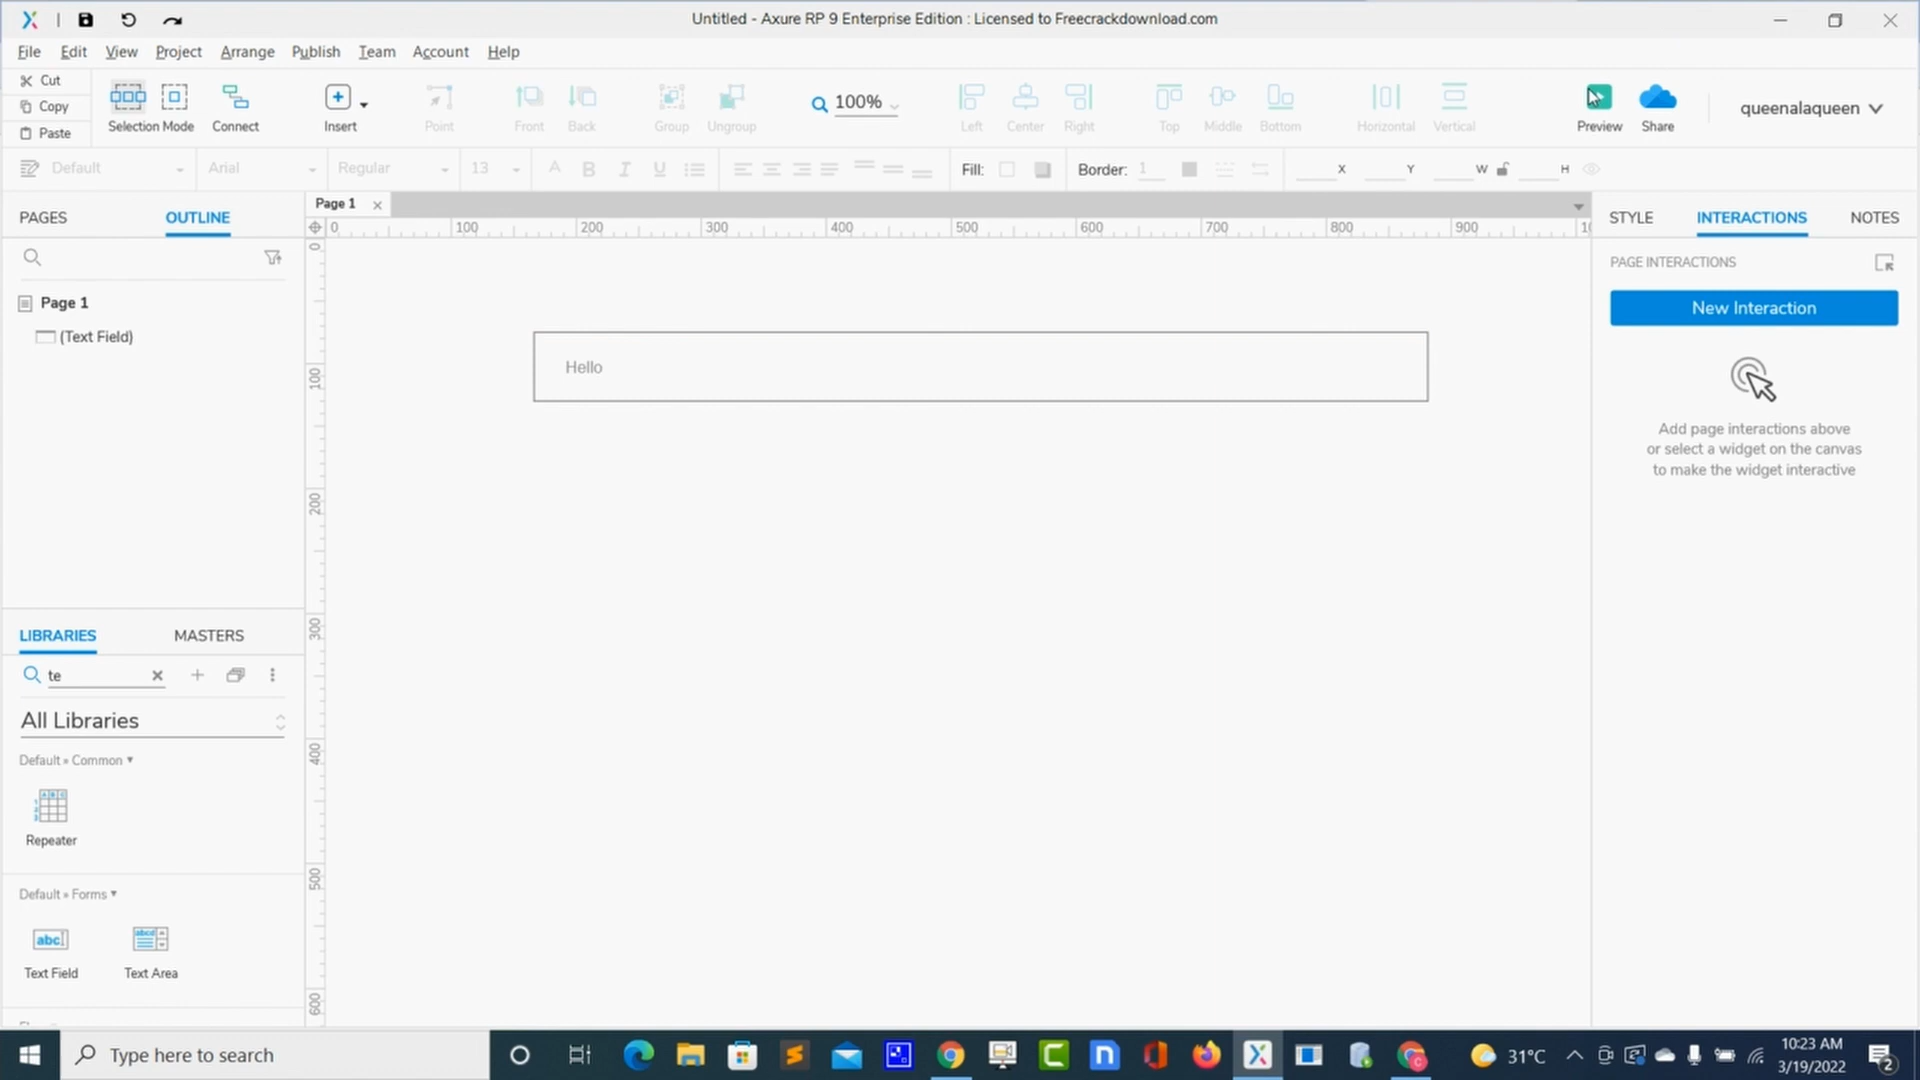 Untitled - Axure RP 9 Enterprise Edition : Licensed to Freecrackdownload.com
File Edit View Project Arrange Publish Team Account Help
Cut
Copy
Paste
Selection Mode
Connect
Insert
Point
Front
Back
Group
Ungroup
100%
Left
Center
Right
Top
Middle
Bottom
Horizontal
Vertical
Preview
Share
queenalaqueen
Default
Arial
Regular
13
A B I U
Fill:
Border: 1
X Y W H
PAGES OUTLINE
Page 1
0 100 200 300 400 500 600 700 800 900
0
100
200
300
400
500
600
STYLE INTERACTIONS NOTES
Page 1
(Text Field)
Hello
PAGE INTERACTIONS
New Interaction
Add page interactions above
or select a widget on the canvas
to make the widget interactive
LIBRARIES MASTERS
te
All Libraries
Default » Common
Repeater
Default » Forms
abc
Text Field
abcd
Text Area
Type here to search
31°C
10:23 AM
3/19/2022
2